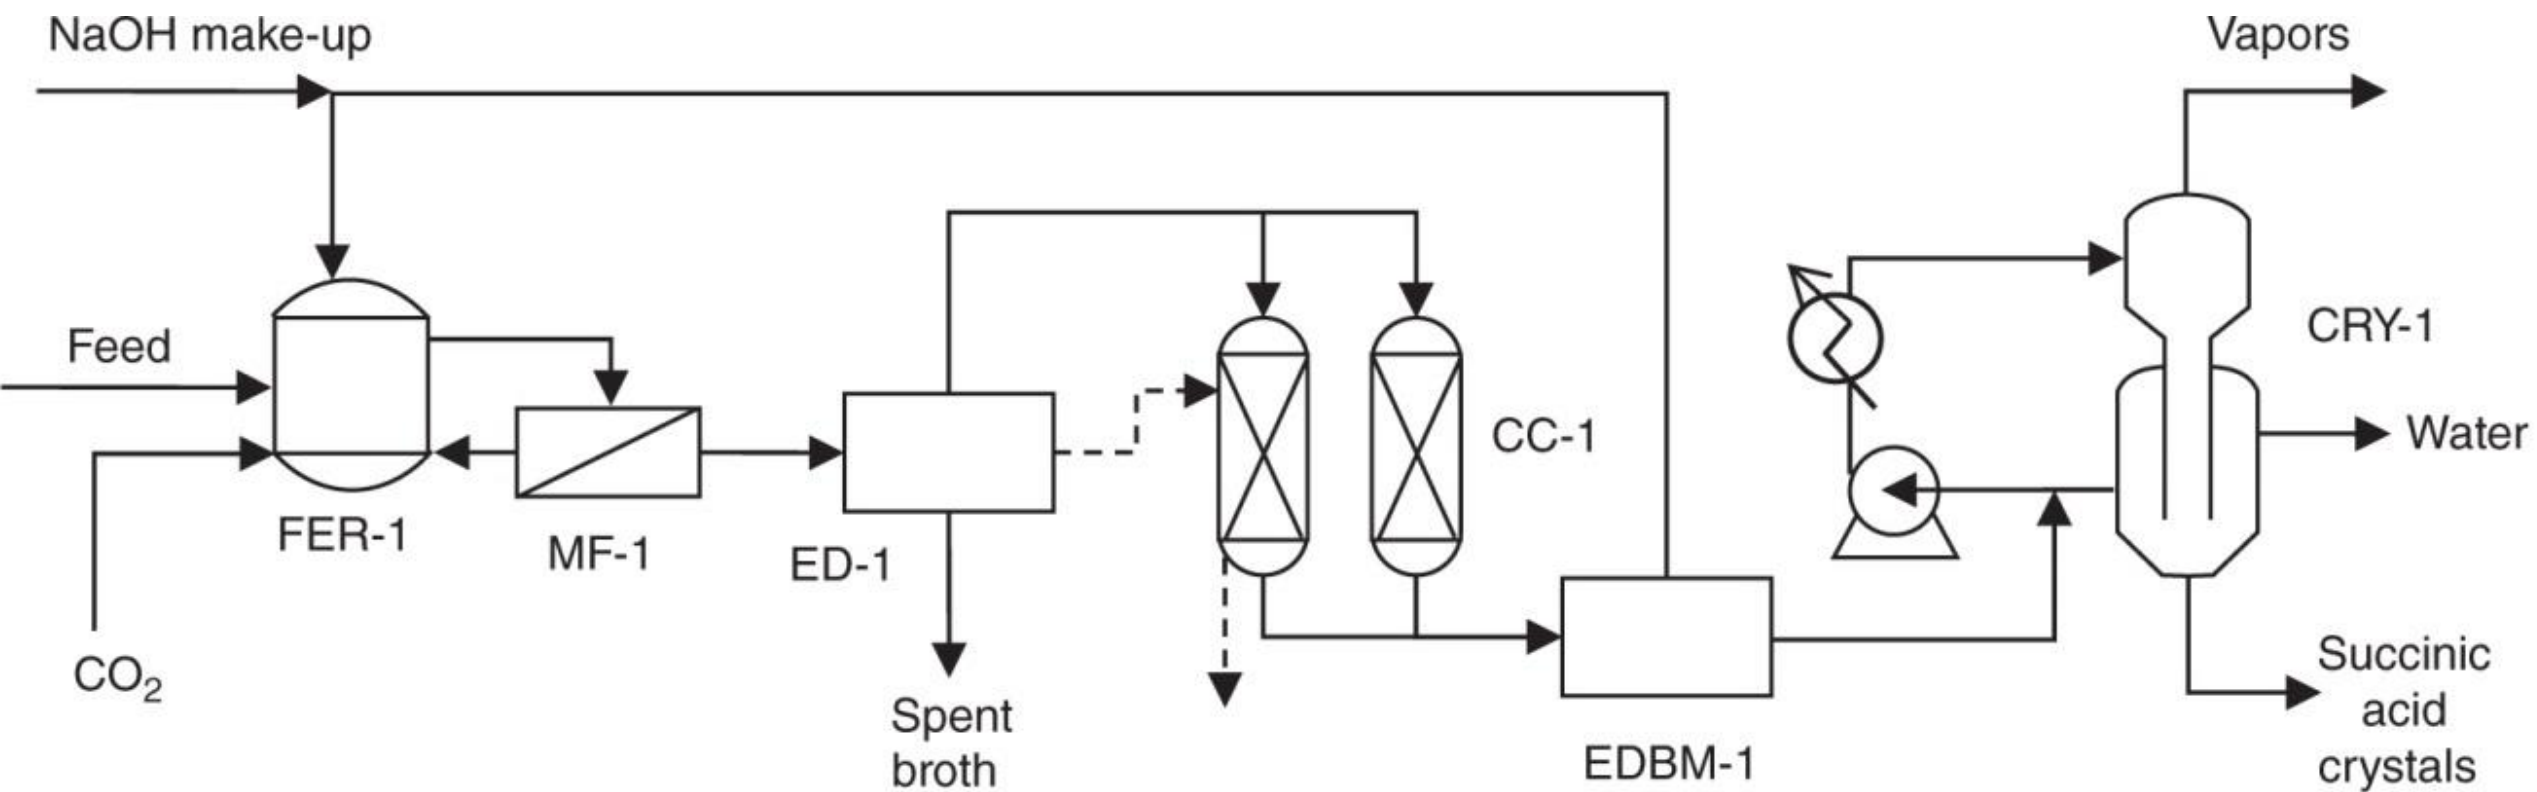 NaOH make-up
Vapors
Feed
CRY-1
Water
CC-1
FER-1
MF-1
ED-1
CO₂
Spent
broth
EDBM-1
Succinic
acid
crystals